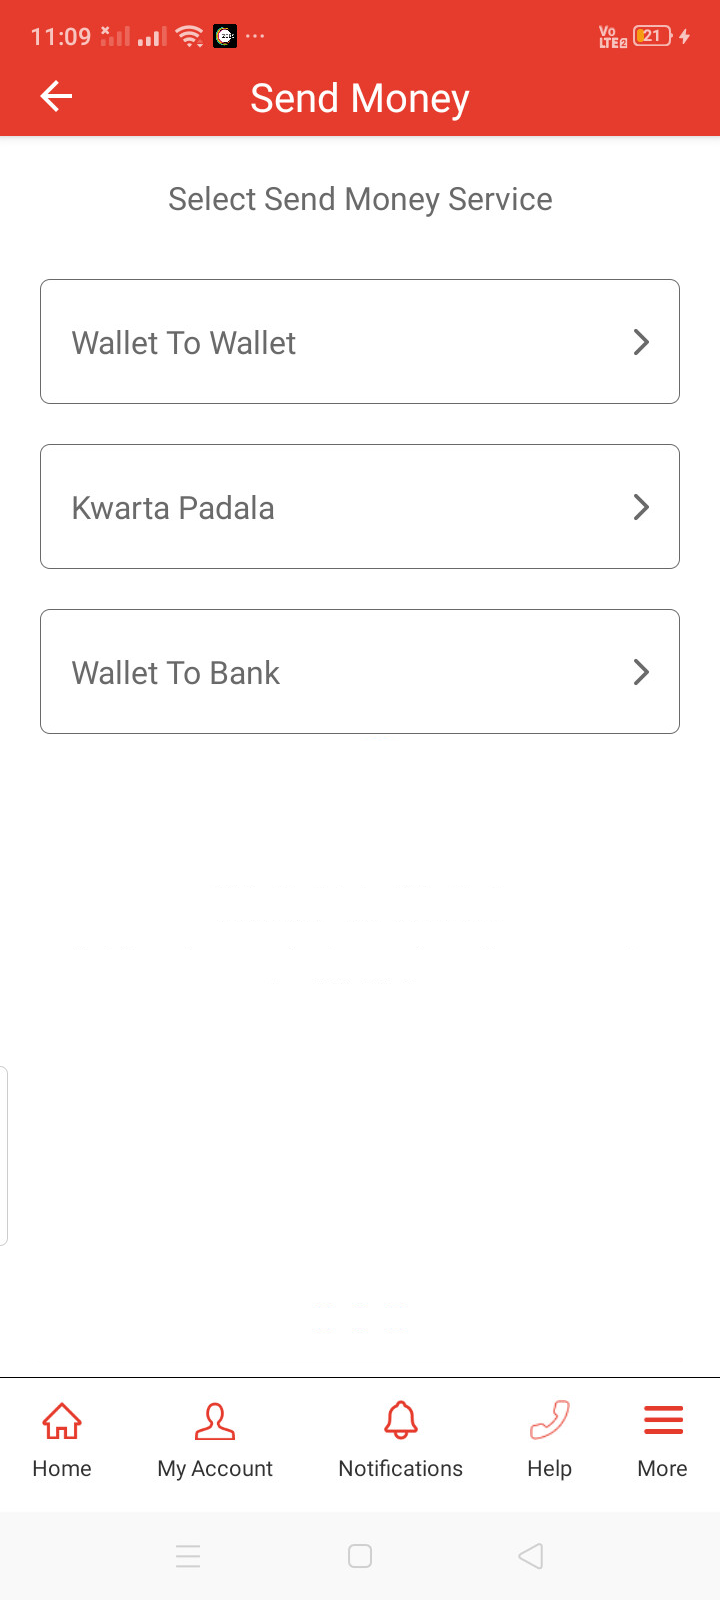 11:09
Vo
LTE2
21
Send Money
Select Send Money Service
Wallet To Wallet
Kwarta Padala
Wallet To Bank
Home
My Account
Notifications
Help
More